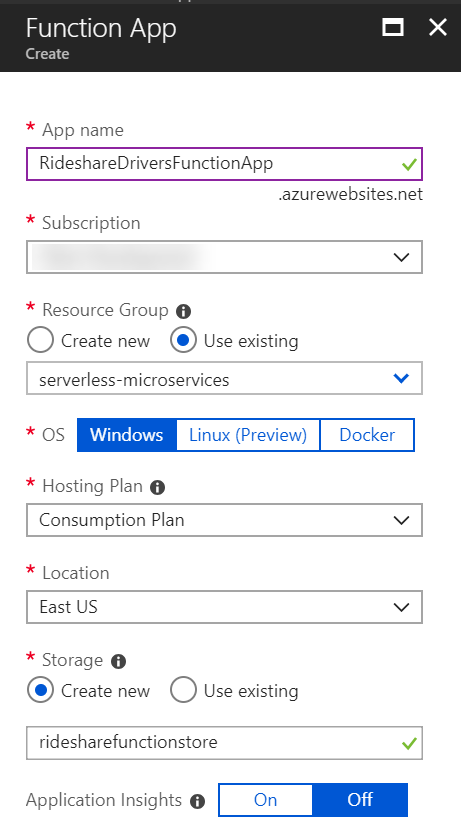 Function App
Create
* App name
RideshareDriversFunctionApp
.azurewebsites.net
* Subscription
* Resource Group
Create new Use existing
serverless-microservices
* OS Windows Linux (Preview) Docker
* Hosting Plan
Consumption Plan
* Location
East US
* Storage
Create new Use existing
ridesharefunctionstore
Application Insights On Off